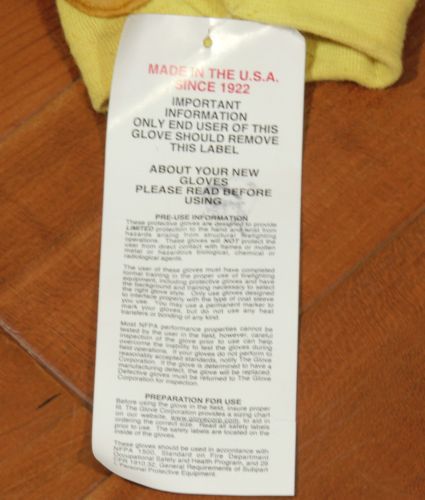 MADE IN THE U.S.A.
SINCE 1922
IMPORTANT
INFORMATION
ONLY END USER OF THIS
GLOVE SHOULD REMOVE
THIS LABEL
ABOUT YOUR NEW
GLOVES
PLEASE READ BEFORE
USING
PRE-USE INFORMATION
These protective gloves are designed to provide
LIMITED protection to the hand and wrist from
hazards arising from structural firefighting
operations. These gloves will NOT protect the
user from direct contact with flames or molten
metal or hazardous biological, chemical or
radiological agents.
The user of these gloves must have completed
formal training in the proper use of firefighting
equipment, including protective gloves and have
the background and training necessary to select
the right glove style. Only use gloves designed
to interface properly with the type of coat sleeve
you use. You may use a permanent marker to
mark your gloves, but do not use any heat
transfers or bonding of any kind.
Most NFPA performance properties cannot be
tested by the user in the field, however, careful
inspection of the glove prior to use can help
overcome the inability to test the gloves during
field operations. If your gloves do not perform to
reasonably accepted standards, notify The Glove
Corporation. If the glove is determined to have a
manufacturing defect, the glove will be replaced.
Defective gloves must be returned to The Glove
Corporation for inspection.
PREPARATION FOR USE
Before using the glove in the field, insure proper
fit. The Glove Corporation provides a sizing chart
on our website, www.glovecorp.com, to aid in
ordering the correct size. Read all safety labels
prior to use. The safety labels are located on the
inside of the gloves.
These gloves should be used in accordance with
NFPA 1500, Standard on Fire Department
Occupational Safety and Health Program, and 29
CFR 1910.32, General Requirements of Subpart
I, Personal Protective Equipment.